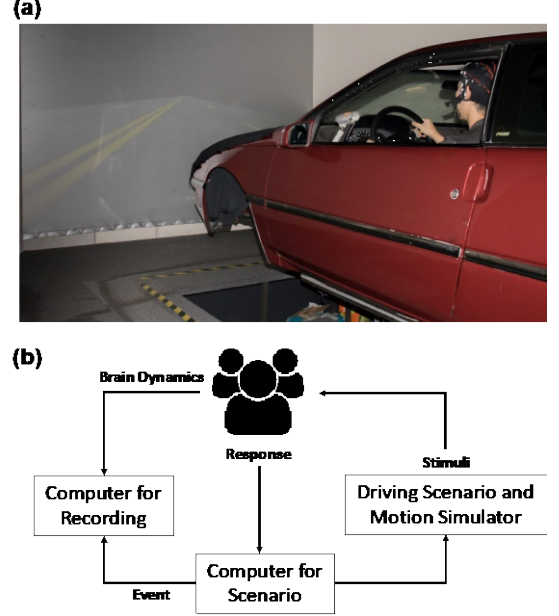 (a)
(b)
Brain Dynamics
Response
Stimuli
Computer for
Recording
Driving Scenario and
Motion Simulator
Computer for
Scenario
Event